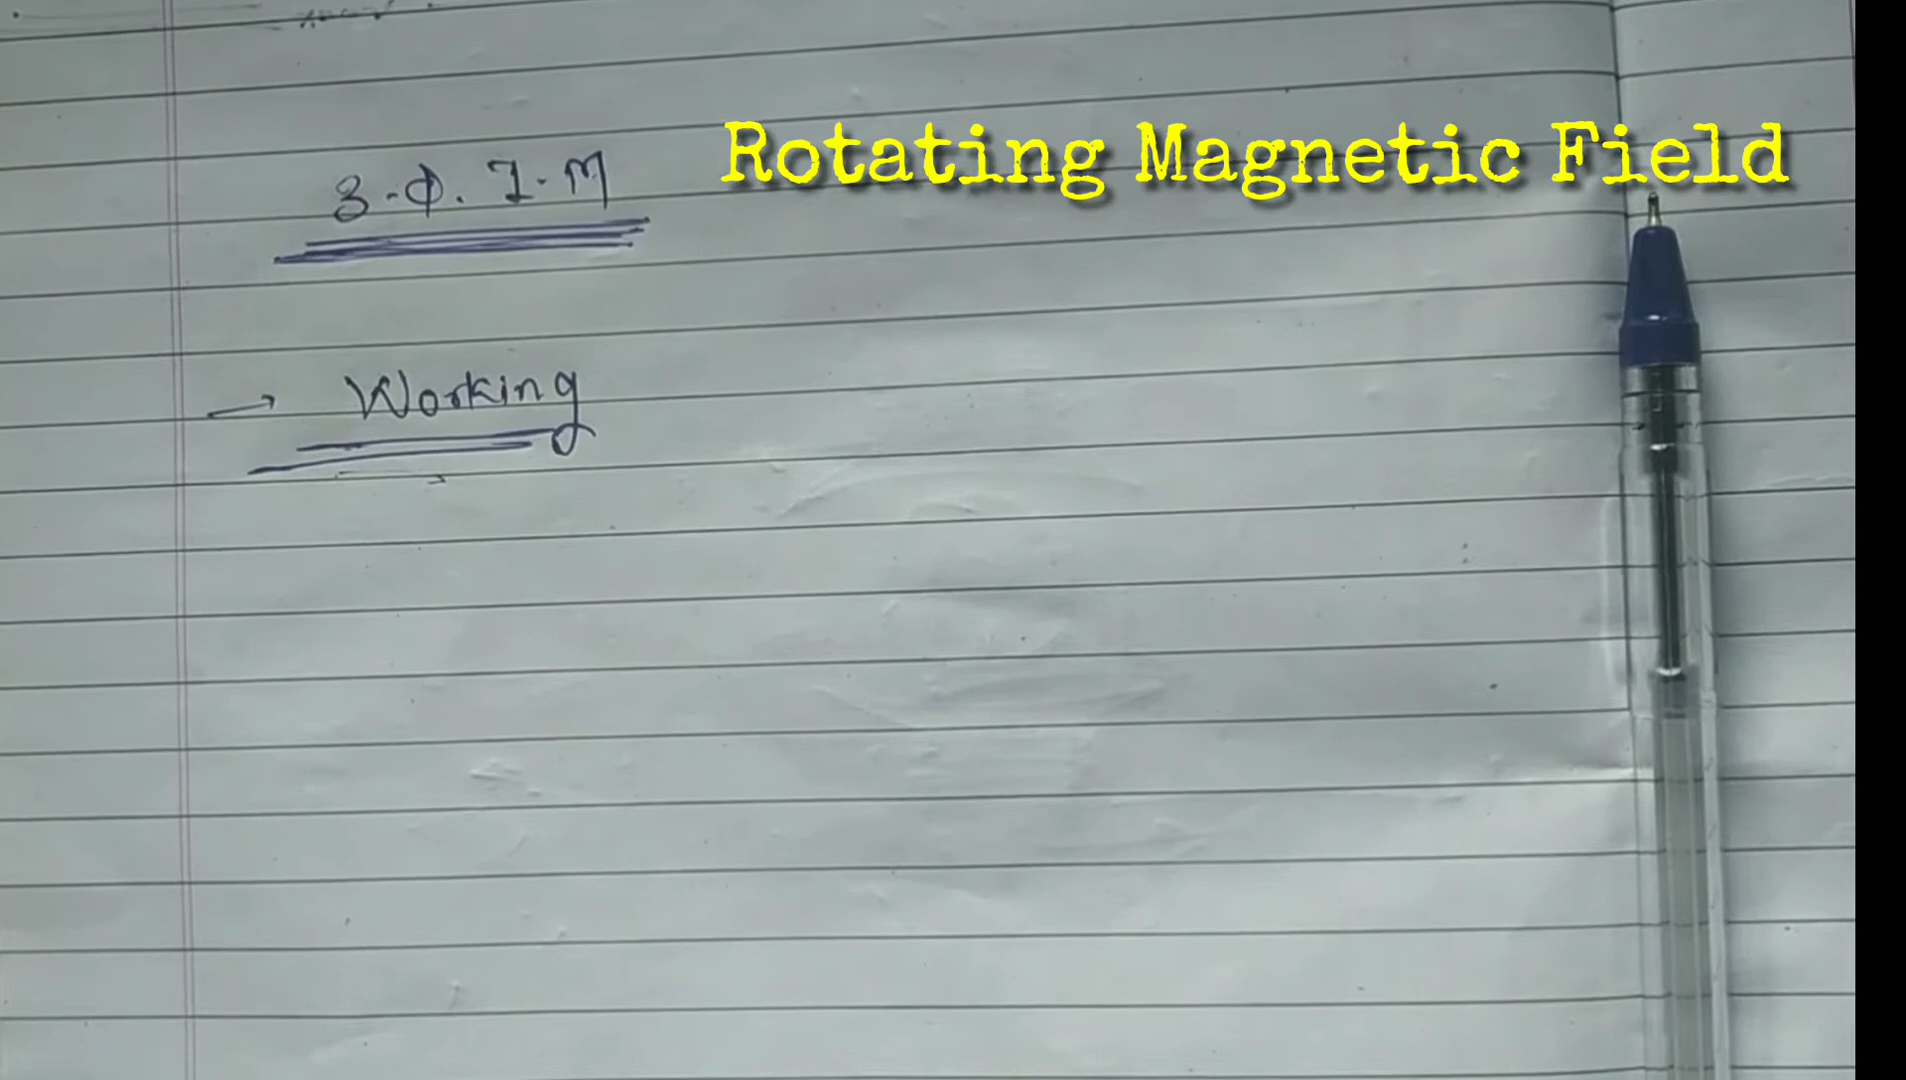 3-Φ. I.M
Rotating Magnetic Field
→ Working